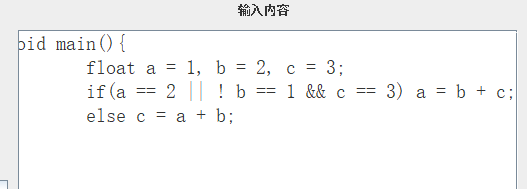 输入内容
oid main(){
float a = 1, b = 2, c = 3;
if(a == 2 || ! b == 1 && c == 3) a = b + c;
else c = a + b;